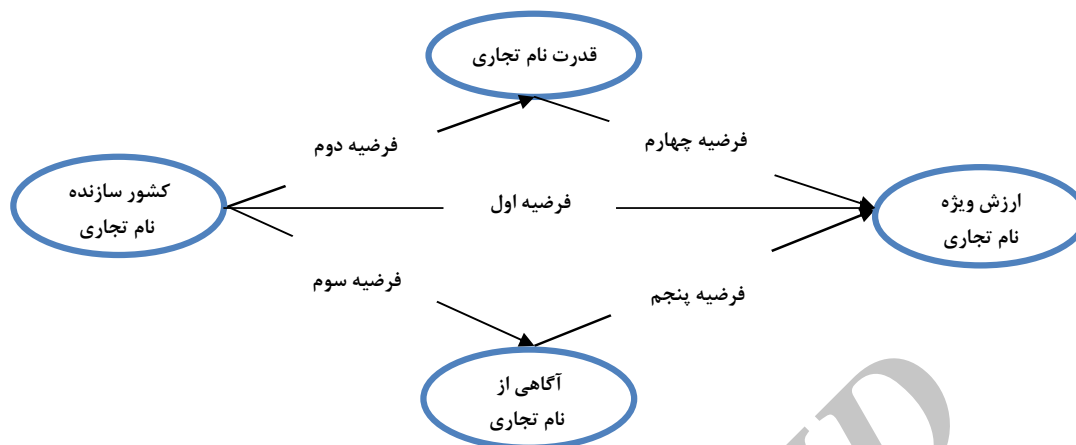 قدرت نام تجاری
فرضیه دوم
فرضیه چهارم
کشور سازنده
نام تجاری
فرضیه اول
ارزش ویژه
نام تجاری
فرضیه سوم
فرضیه پنجم
آگاهی از
نام تجاری